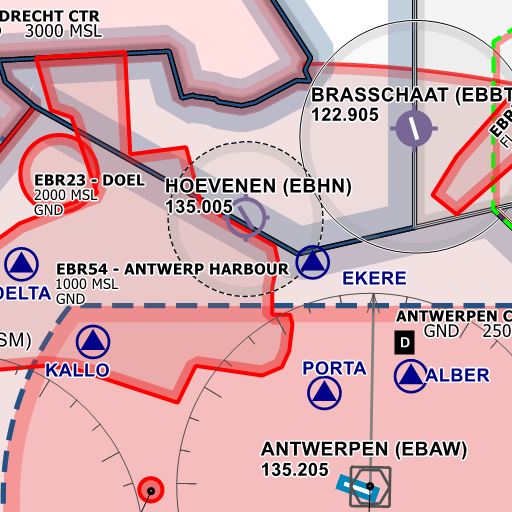 DRECHT CTR
D 3000 MSL
BRASSCHAAT (EBBT
122.905
EBR
EBR23 - DOEL
2000 MSL
GND
HOEVENEN (EBHN)
135.005
EBR54 - ANTWERP HARBOUR
1000 MSL
GND
EKERE
DELTA
ANTWERPEN C
GND 250
SM)
D
KALLO
PORTA
ALBER
ANTWERPEN (EBAW)
135.205